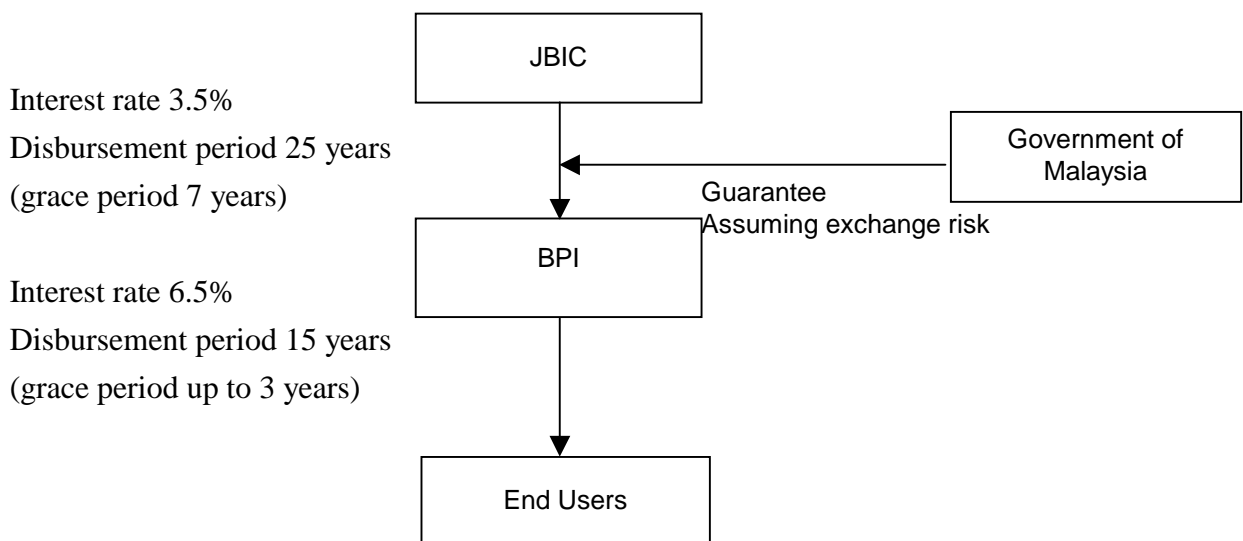 JBIC
Interest rate 3.5%
Disbursement period 25 years
(grace period 7 years)
Government of
Malaysia
Guarantee
Assuming exchange risk
BPI
Interest rate 6.5%
Disbursement period 15 years
(grace period up to 3 years)
End Users